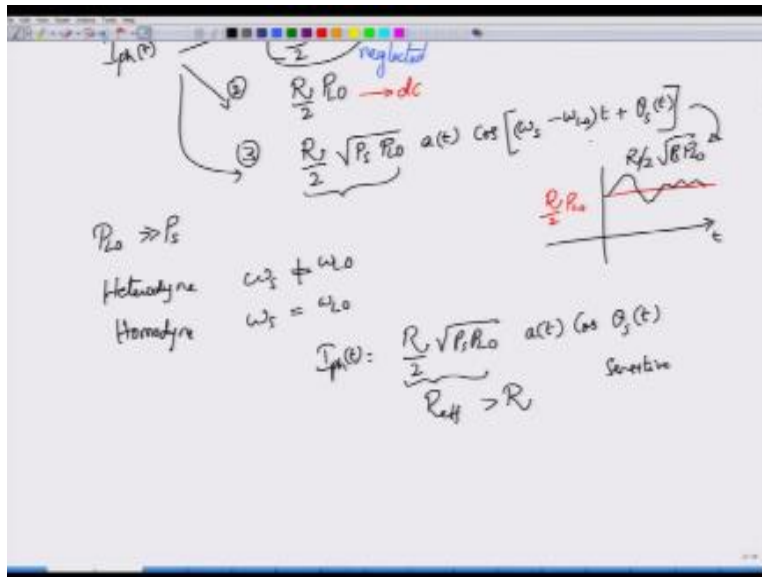 Iph(t)
2 neglected
② R/2 PLO → dc
③ R/2 √(Ps PLO) a(t) Cos [(ωs - ωLO)t + θs(t)]
R/2 √(Ps PLO)
R/2 PLO
t
PLO >> Ps
Heterodyne ωs ≠ ωLO
Homodyne ωs = ωLO
Iph(t) = R/2 √(Ps PLO) a(t) Cos θs(t)
Reff > R Sensitive